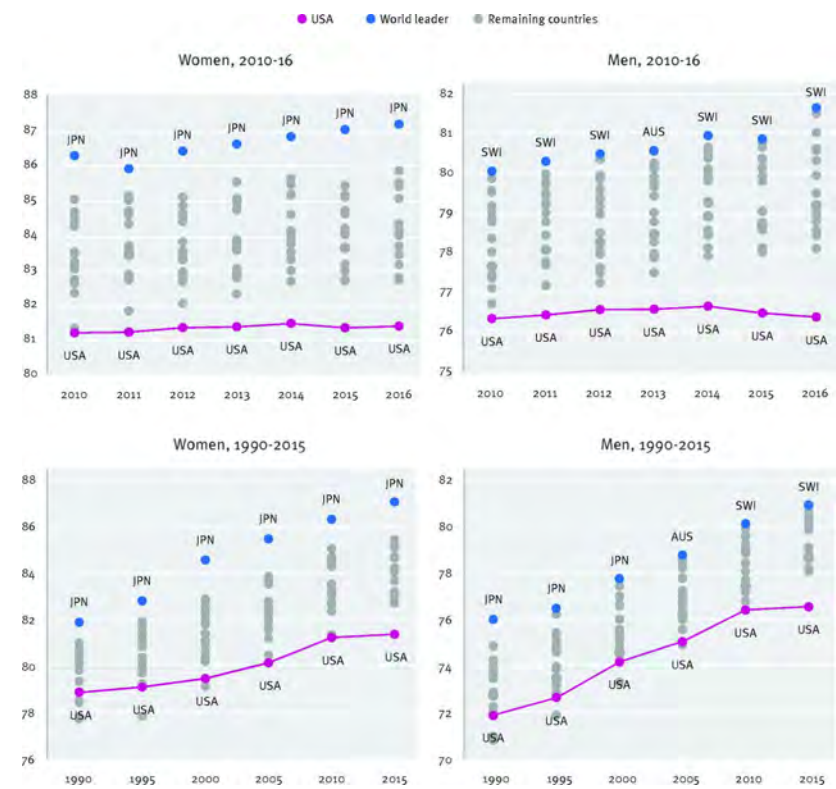 USA World leader Remaining countries
Women, 2010-16
88
87
86
85
84
83
82
81
80
JPN JPN JPN JPN JPN JPN JPN
USA USA USA USA USA USA USA
2010 2011 2012 2013 2014 2015 2016
Men, 2010-16
82
81
80
79
78
77
76
75
SWI SWI SWI AUS SWI SWI SWI
USA USA USA USA USA USA USA
2010 2011 2012 2013 2014 2015 2016
Women, 1990-2015
88
86
84
82
80
78
76
JPN JPN JPN JPN JPN JPN
USA USA USA USA USA USA
1990 1995 2000 2005 2010 2015
Men, 1990-2015
82
80
78
76
74
72
70
JPN JPN JPN AUS SWI SWI
USA USA USA USA USA USA
1990 1995 2000 2005 2010 2015